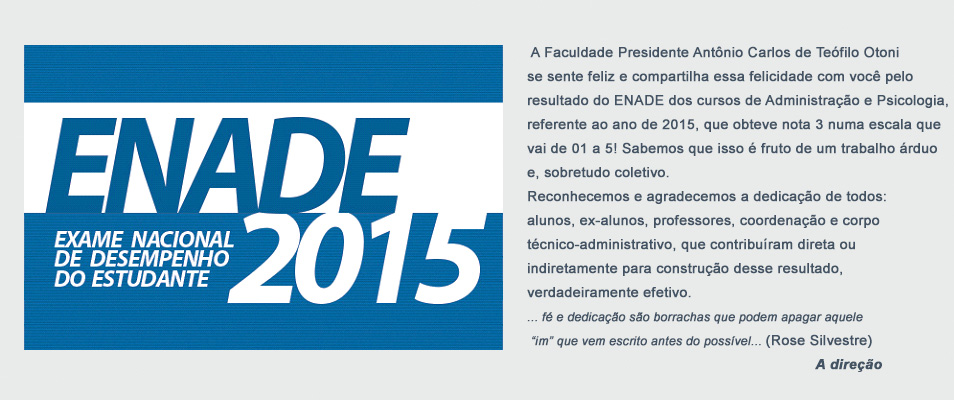 ENADE
2015
EXAME NACIONAL
DE DESEMPENHO
DO ESTUDANTE
A Faculdade Presidente Antônio Carlos de Teófilo Otoni
se sente feliz e compartilha essa felicidade com você pelo
resultado do ENADE dos cursos de Administração e Psicologia,
referente ao ano de 2015, que obteve nota 3 numa escala que
vai de 01 a 5! Sabemos que isso é fruto de um trabalho árduo
e, sobretudo coletivo.
Reconhecemos e agradecemos a dedicação de todos:
alunos, ex-alunos, professores, coordenação e corpo
técnico-administrativo, que contribuíram direta ou
indiretamente para construção desse resultado,
verdadeiramente efetivo.
... fé e dedicação são borrachas que podem apagar aquele
“im” que vem escrito antes do possível... (Rose Silvestre)
A direção